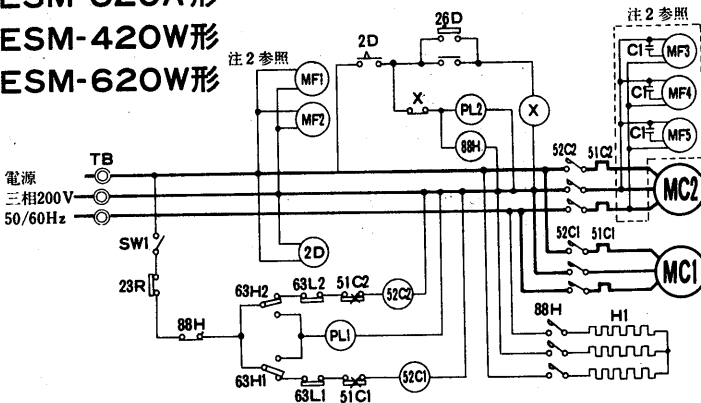 ESM-420W形
ESM-620W形
注2参照
注2参照
26D
2D
MF1
MF2
X
PL2
88H
X
C1
MF3
C1
MF4
C1
MF5
TB
電源
三相200V
50/60Hz
52C2
51C2
MC2
SW1
23R
88H
2D
63H2
63L2
51C2
52C2
PL1
63H1
63L1
51C1
52C1
52C1
51C1
MC1
88H
H1